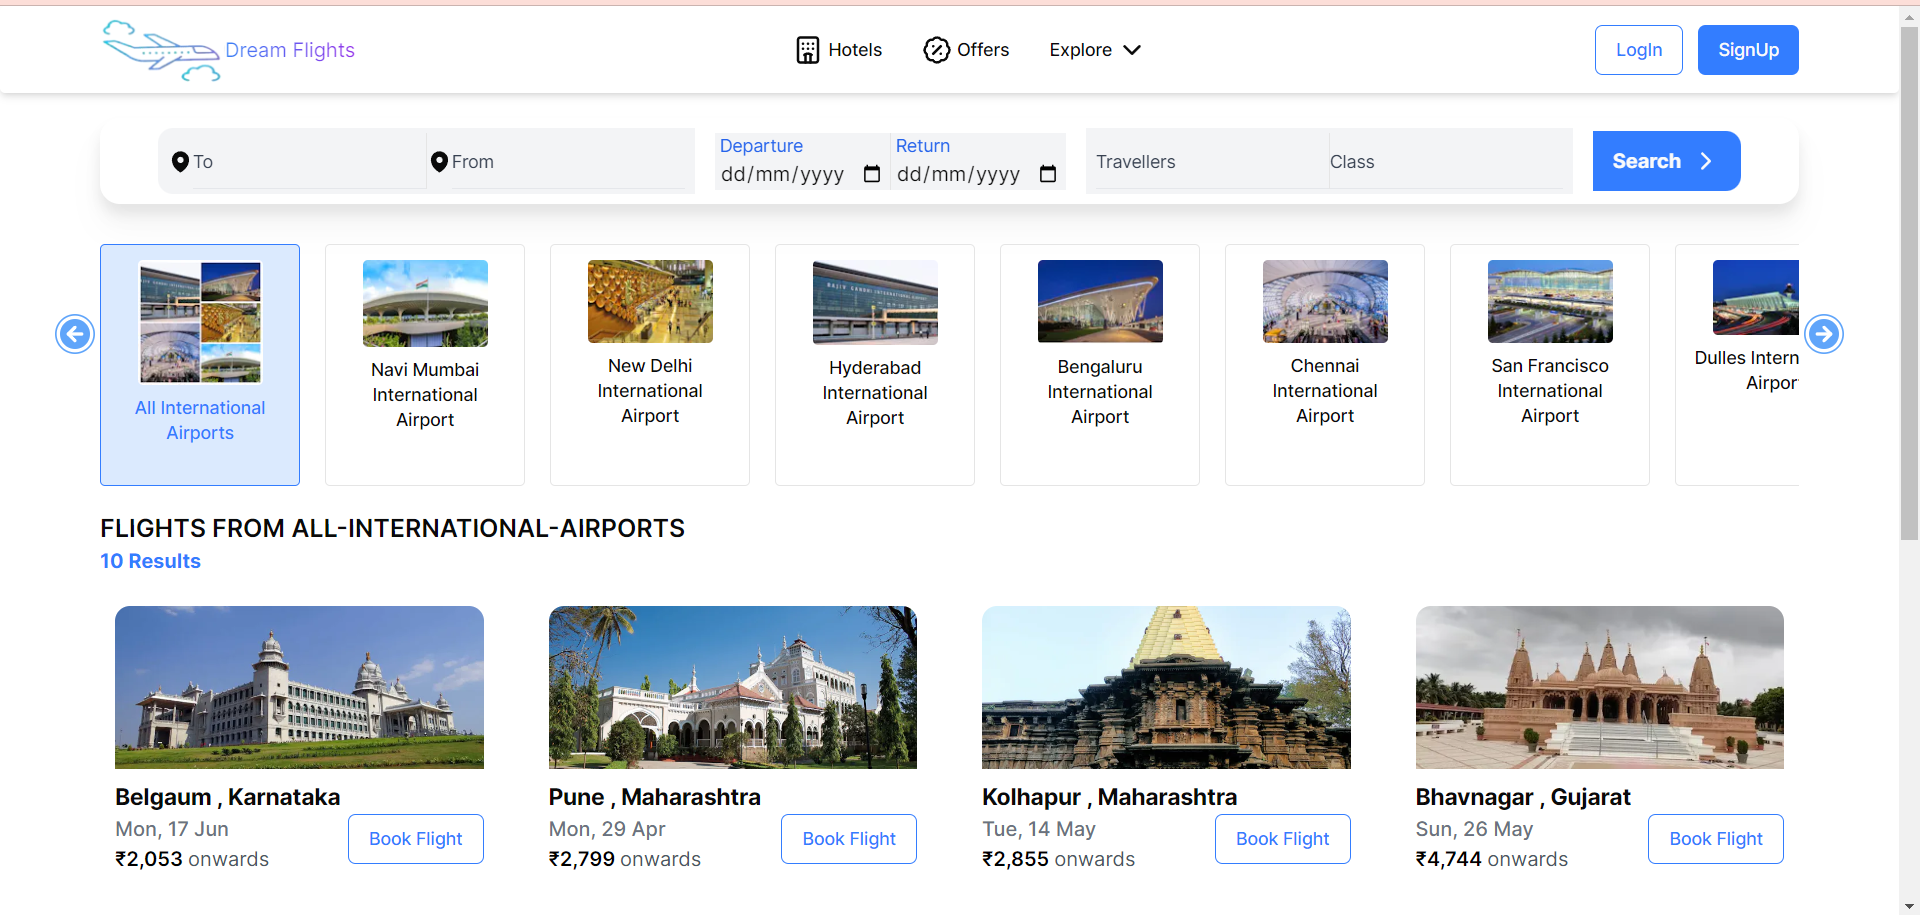 Dream Flights
Hotels
Offers
Explore
LogIn
SignUp
To
From
Departure
dd/mm/yyyy
Return
dd/mm/yyyy
Travellers
Class
Search
All International
Airports
Navi Mumbai
International
Airport
New Delhi
International
Airport
RAJIV GANDHI INTERNATIONAL AIRPORT
Hyderabad
International
Airport
Bengaluru
International
Airport
Chennai
International
Airport
San Francisco
International
Airport
Dulles Intern
Airpor
FLIGHTS FROM ALL-INTERNATIONAL-AIRPORTS
10 Results
Belgaum , Karnataka
Mon, 17 Jun
₹2,053 onwards
Book Flight
Pune , Maharashtra
Mon, 29 Apr
₹2,799 onwards
Book Flight
Kolhapur , Maharashtra
Tue, 14 May
₹2,855 onwards
Book Flight
Bhavnagar , Gujarat
Sun, 26 May
₹4,744 onwards
Book Flight